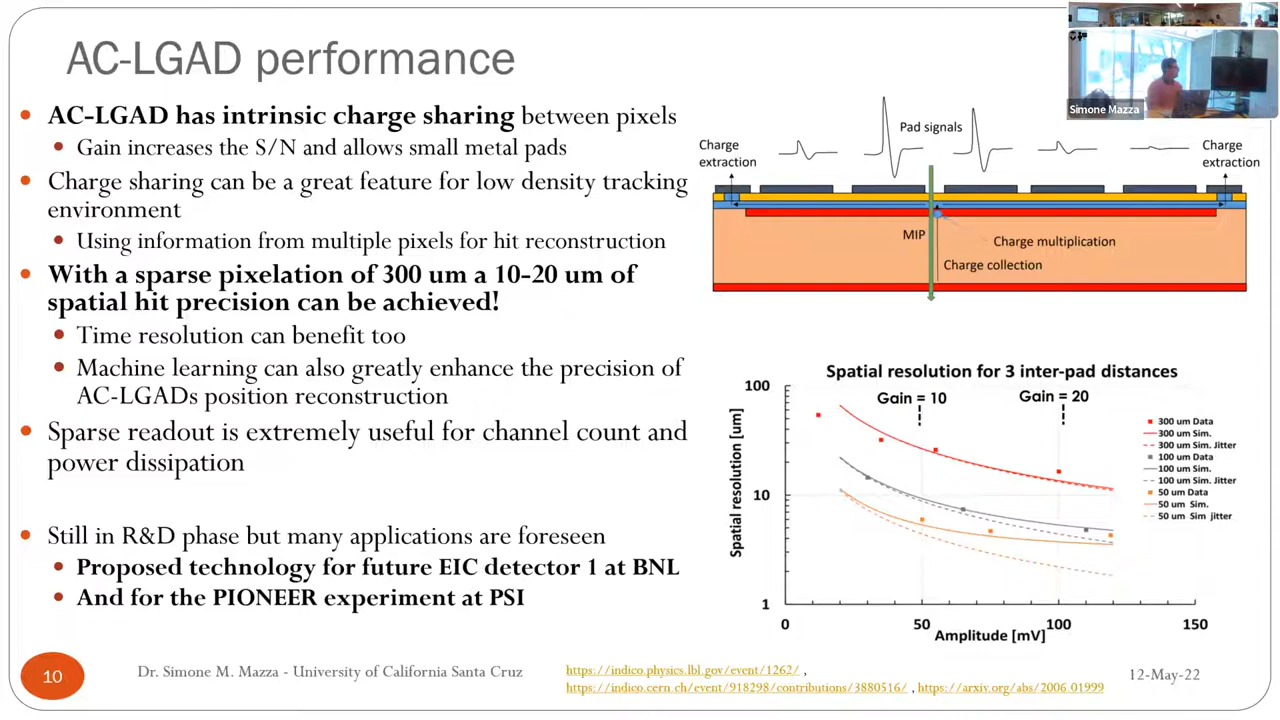 AC-LGAD performance
AC-LGAD has intrinsic charge sharing between pixels
Gain increases the S/N and allows small metal pads
Charge sharing can be a great feature for low density tracking
environment
Using information from multiple pixels for hit reconstruction
With a sparse pixelation of 300 um a 10-20 um of
spatial hit precision can be achieved!
Time resolution can benefit too
Machine learning can also greatly enhance the precision of
AC-LGADs position reconstruction
Sparse readout is extremely useful for channel count and
power dissipation
Still in R&D phase but many applications are foreseen
Proposed technology for future EIC detector 1 at BNL
And for the PIONEER experiment at PSI
Simone Mazza
Charge
extraction
Pad signals
Charge
extraction
MIP
Charge multiplication
Charge collection
Spatial resolution for 3 inter-pad distances
Gain = 10
Gain = 20
Spatial resolution [um]
100
10
1
0
50
100
150
Amplitude [mV]
300 um Data
300 um Sim.
300 um Sim. Jitter
100 um Data
100 um Sim.
100 um Sim. Jitter
50 um Data
50 um Sim.
50 um Sim jitter
10
Dr. Simone M. Mazza - University of California Santa Cruz
https://indico.physics.lbl.gov/event/1262/ ,
https://indico.cern.ch/event/918298/contributions/3880516/ , https://arxiv.org/abs/2006.01999
12-May-22